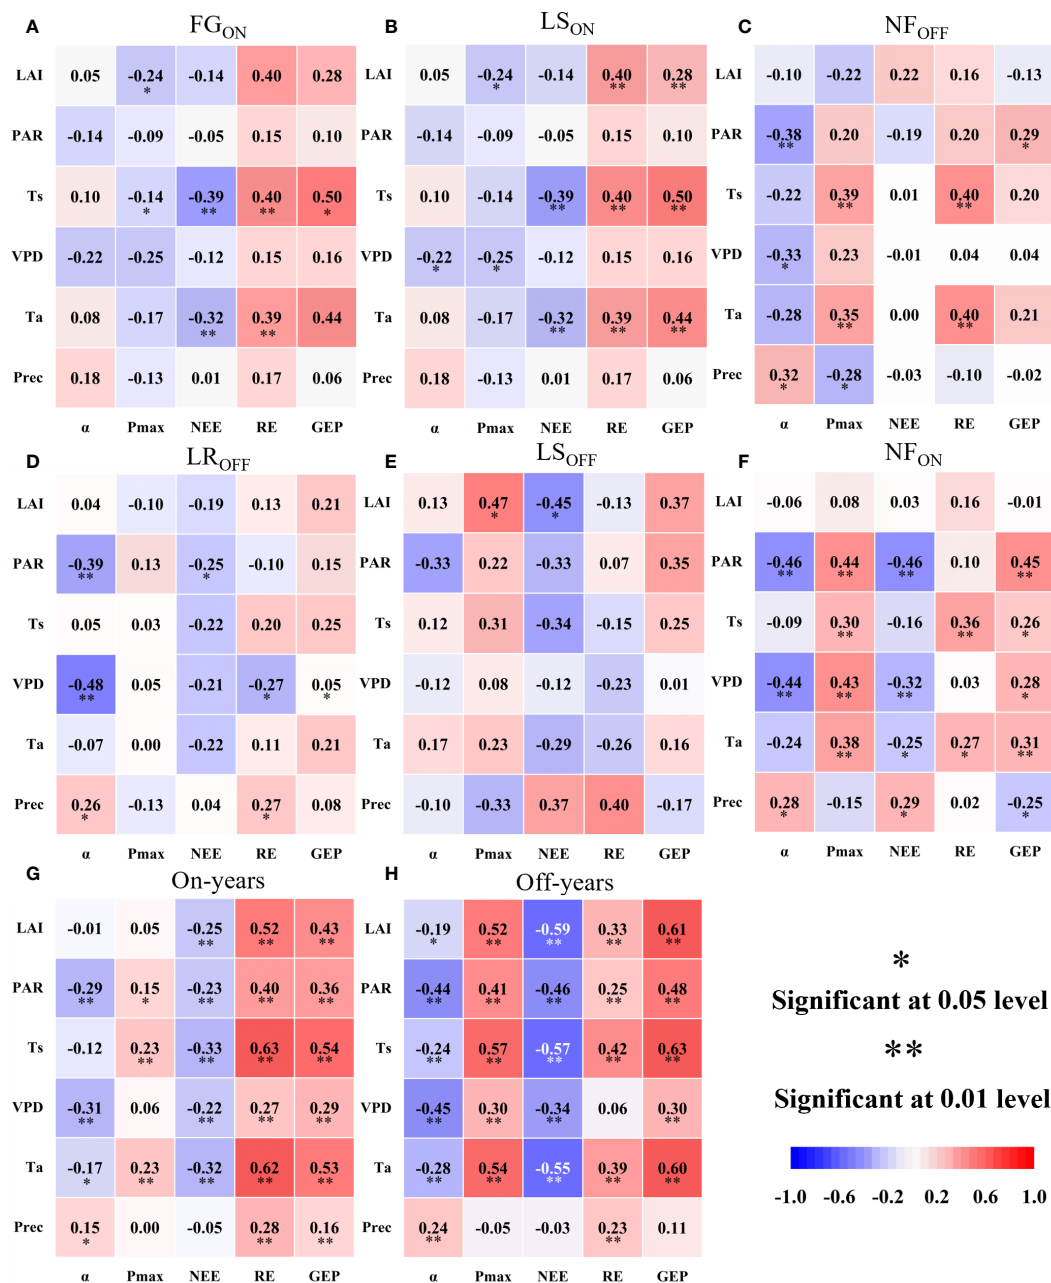 A FG_ON
LAI 0.05 -0.24 * -0.14 0.40 0.28
PAR -0.14 -0.09 -0.05 0.15 0.10
Ts 0.10 -0.14 * -0.39 ** 0.40 ** 0.50 *
VPD -0.22 -0.25 -0.12 0.15 0.16
Ta 0.08 -0.17 -0.32 ** 0.39 ** 0.44
Prec 0.18 -0.13 0.01 0.17 0.06
α Pmax NEE RE GEP
B LS_ON
LAI 0.05 -0.24 * -0.14 0.40 ** 0.28 **
PAR -0.14 -0.09 -0.05 0.15 0.10
Ts 0.10 -0.14 -0.39 ** 0.40 ** 0.50 **
VPD -0.22 * -0.25 * -0.12 0.15 0.16
Ta 0.08 -0.17 -0.32 ** 0.39 ** 0.44 **
Prec 0.18 -0.13 0.01 0.17 0.06
α Pmax NEE RE GEP
C NF_OFF
LAI -0.10 -0.22 0.22 0.16 -0.13
PAR -0.38 ** 0.20 -0.19 0.20 0.29 *
Ts -0.22 0.39 ** 0.01 0.40 ** 0.20
VPD -0.33 * 0.23 -0.01 0.04 0.04
Ta -0.28 0.35 ** 0.00 0.40 ** 0.21
Prec 0.32 * -0.28 * -0.03 -0.10 -0.02
α Pmax NEE RE GEP
D LR_OFF
LAI 0.04 -0.10 -0.19 0.13 0.21
PAR -0.39 ** 0.13 -0.25 * -0.10 0.15
Ts 0.05 0.03 -0.22 0.20 0.25
VPD -0.48 ** 0.05 -0.21 -0.27 * 0.05 *
Ta -0.07 0.00 -0.22 0.11 0.21
Prec 0.26 * -0.13 0.04 0.27 * 0.08
α Pmax NEE RE GEP
E LS_OFF
LAI 0.13 0.47 * -0.45 * -0.13 0.37
PAR -0.33 0.22 -0.33 0.07 0.35
Ts 0.12 0.31 -0.34 -0.15 0.25
VPD -0.12 0.08 -0.12 -0.23 0.01
Ta 0.17 0.23 -0.29 -0.26 0.16
Prec -0.10 -0.33 0.37 0.40 -0.17
α Pmax NEE RE GEP
F NF_ON
LAI -0.06 0.08 0.03 0.16 -0.01
PAR -0.46 ** 0.44 ** -0.46 ** 0.10 0.45 **
Ts -0.09 0.30 ** -0.16 0.36 ** 0.26 *
VPD -0.44 ** 0.43 ** -0.32 ** 0.03 0.28 *
Ta -0.24 0.38 ** -0.25 * 0.27 * 0.31 **
Prec 0.28 * -0.15 0.29 * 0.02 -0.25 *
α Pmax NEE RE GEP
G On-years
LAI -0.01 0.05 -0.25 ** 0.52 ** 0.43 **
PAR -0.29 ** 0.15 * -0.23 ** 0.40 ** 0.36 **
Ts -0.12 0.23 ** -0.33 ** 0.63 ** 0.54 **
VPD -0.31 ** 0.06 -0.22 ** 0.27 ** 0.29 **
Ta -0.17 * 0.23 ** -0.32 ** 0.62 ** 0.53 **
Prec 0.15 * 0.00 -0.05 0.28 ** 0.16 **
α Pmax NEE RE GEP
H Off-years
LAI -0.19 * 0.52 ** -0.59 ** 0.33 ** 0.61 **
PAR -0.44 ** 0.41 ** -0.46 ** 0.25 ** 0.48 **
Ts -0.24 ** 0.57 ** -0.57 ** 0.42 ** 0.63 **
VPD -0.45 ** 0.30 ** -0.34 ** 0.06 0.30 **
Ta -0.28 ** 0.54 ** -0.55 ** 0.39 ** 0.60 **
Prec 0.24 ** -0.05 -0.03 0.23 ** 0.11
α Pmax NEE RE GEP
*
Significant at 0.05 level
**
Significant at 0.01 level
-1.0 -0.6 -0.2 0.2 0.6 1.0